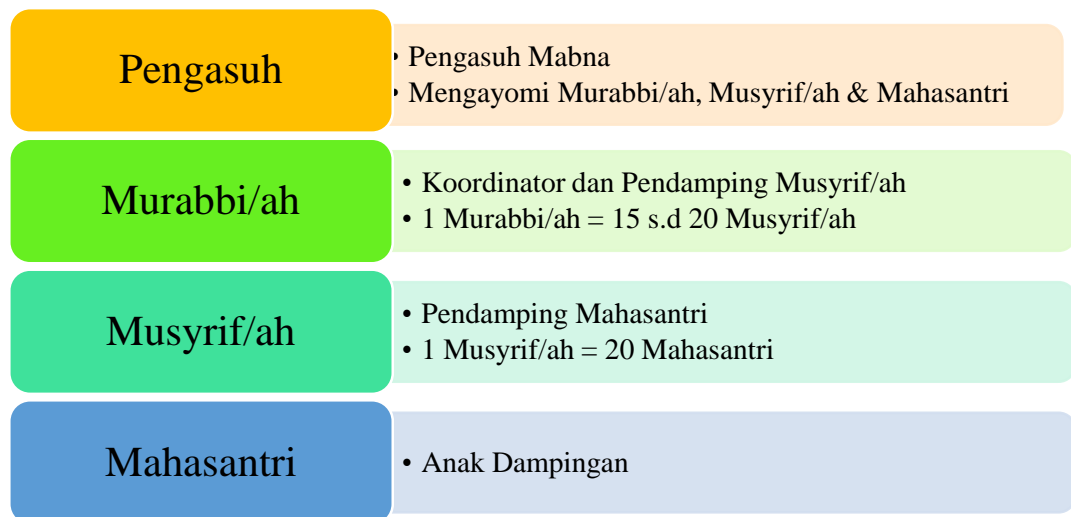 Pengasuh
• Pengasuh Mabna
• Mengayomi Murabbi/ah, Musyrif/ah & Mahasantri
Murabbi/ah
• Koordinator dan Pendamping Musyrif/ah
• 1 Murabbi/ah = 15 s.d 20 Musyrif/ah
Musyrif/ah
• Pendamping Mahasantri
• 1 Musyrif/ah = 20 Mahasantri
Mahasantri
• Anak Dampingan